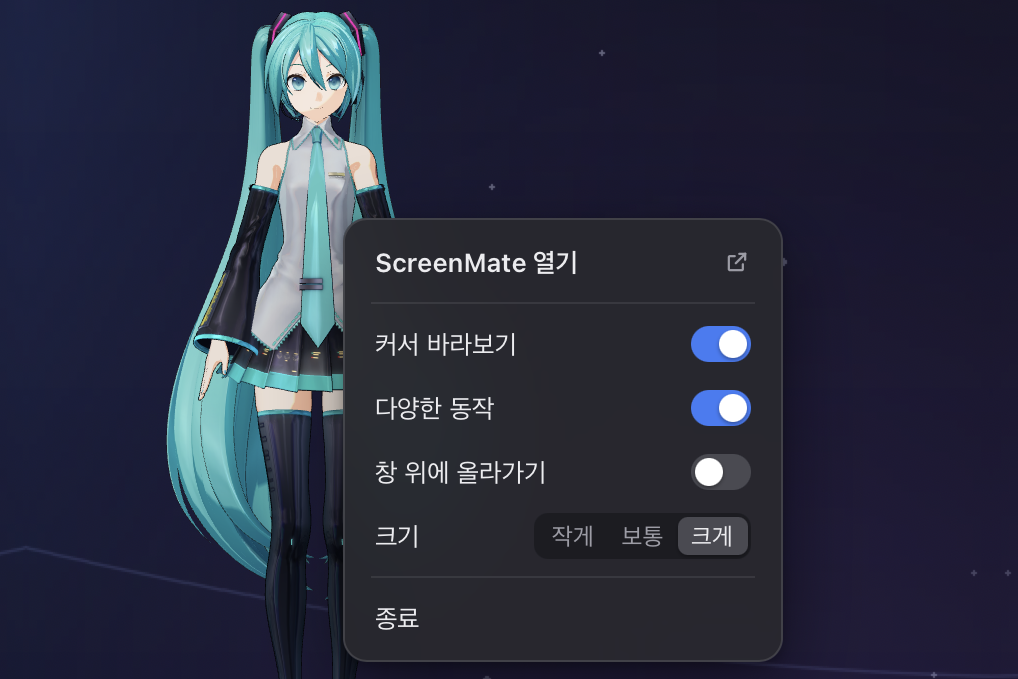 ScreenMate 열기
커서 바라보기
다양한 동작
창 위에 올라가기
크기 작게 보통 크게
종료